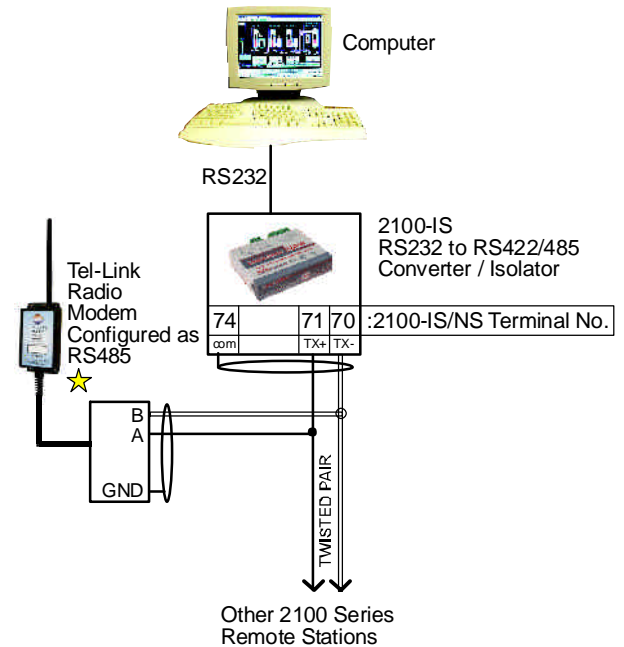 Computer
RS232
2100-IS
RS232 to RS422/485
Converter / Isolator
Tel-Link
Radio
Modem
Configured as
RS485
74 71 70 :2100-IS/NS Terminal No.
com TX+ TX-
B
A
GND
TWISTED PAIR
Other 2100 Series
Remote Stations